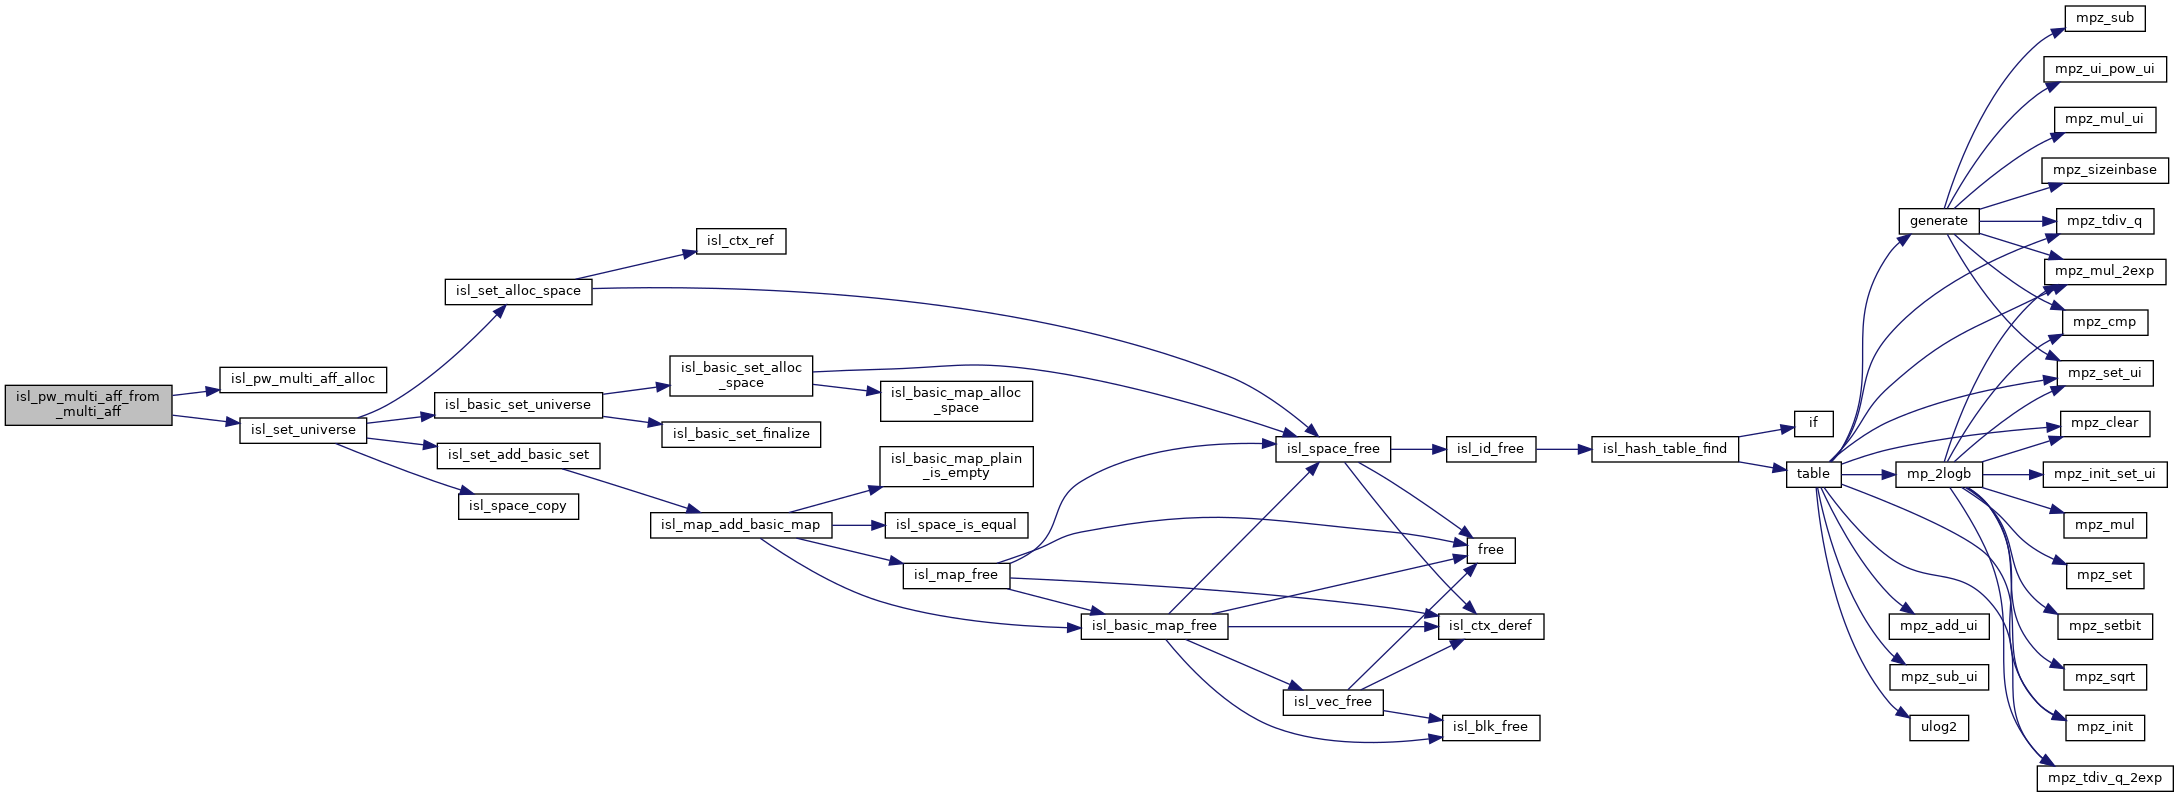 isl_pw_multi_aff_from
_multi_aff
isl_pw_multi_aff_alloc
isl_set_universe
isl_set_alloc_space
isl_basic_set_universe
isl_set_add_basic_set
isl_space_copy
isl_ctx_ref
isl_basic_set_alloc
_space
isl_basic_set_finalize
isl_map_add_basic_map
isl_basic_map_alloc
_space
isl_basic_map_plain
_is_empty
isl_space_is_equal
isl_map_free
isl_basic_map_free
isl_space_free
isl_vec_free
isl_id_free
free
isl_ctx_deref
isl_blk_free
isl_hash_table_find
if
table
generate
mp_2logb
mpz_add_ui
mpz_sub_ui
ulog2
mpz_sub
mpz_ui_pow_ui
mpz_mul_ui
mpz_sizeinbase
mpz_tdiv_q
mpz_mul_2exp
mpz_cmp
mpz_set_ui
mpz_clear
mpz_init_set_ui
mpz_mul
mpz_set
mpz_setbit
mpz_sqrt
mpz_init
mpz_tdiv_q_2exp